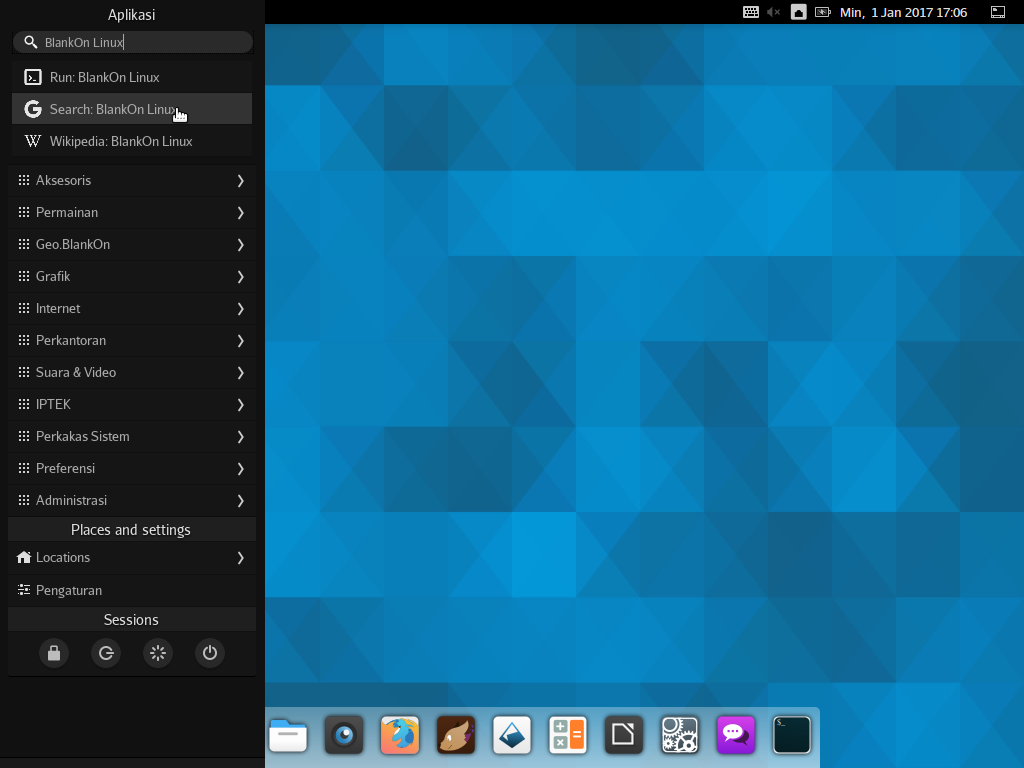 Aplikasi
Min, 1 Jan 2017 17:06
BlankOn Linux
Run: BlankOn Linux
Search: BlankOn Linux
Wikipedia: BlankOn Linux
Aksesoris
Permainan
Geo.BlankOn
Grafik
Internet
Perkantoran
Suara & Video
IPTEK
Perkakas Sistem
Preferensi
Administrasi
Places and settings
Locations
Pengaturan
Sessions